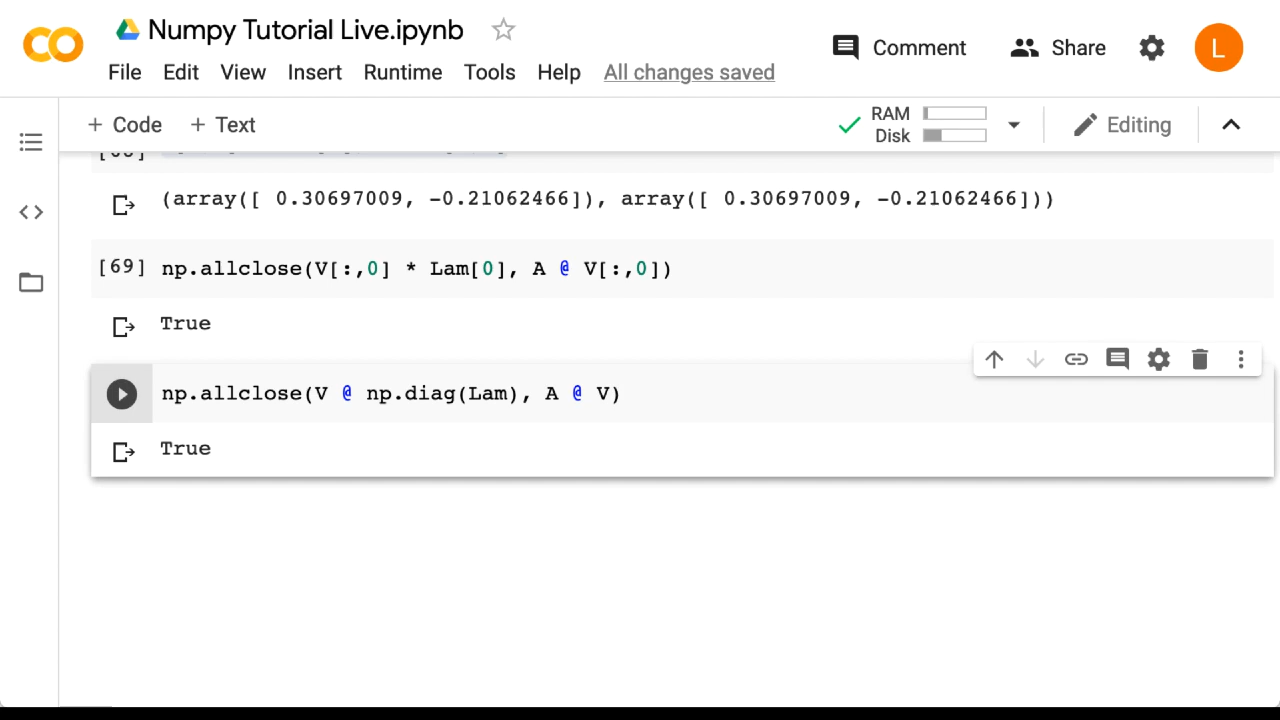 Numpy Tutorial Live.ipynb
File Edit View Insert Runtime Tools Help All changes saved
Comment Share L
+ Code + Text
RAM
Disk
Editing
(array([ 0.30697009, -0.21062466]), array([ 0.30697009, -0.21062466]))
[69] np.allclose(V[:,0] * Lam[0], A @ V[:,0])
True
np.allclose(V @ np.diag(Lam), A @ V)
True